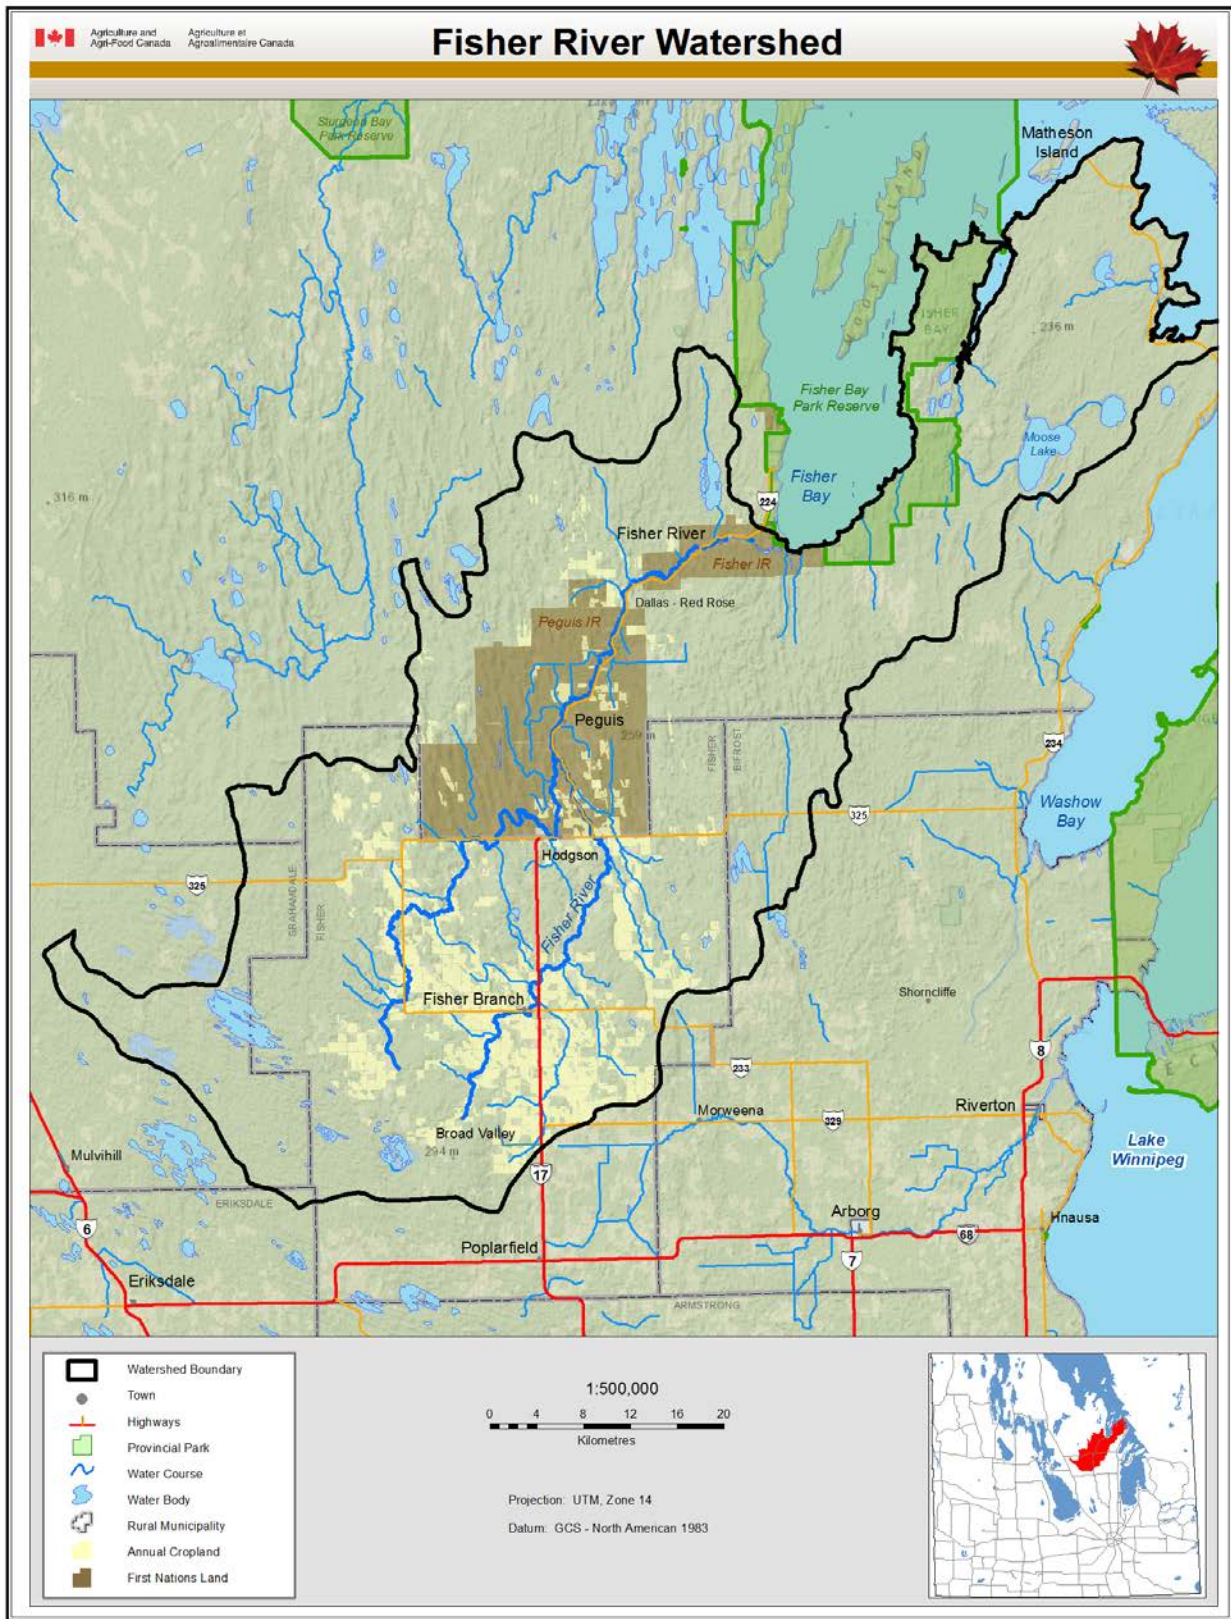 Agriculture and
Agri-Food Canada
Agriculture et
Agroalimentaire Canada
Fisher River Watershed
Sturgeon Bay
Park Reserve
Matheson
Island
MOOSE ISLAND
FISHER
BAY
236 m
Fisher Bay
Park Reserve
Moose
Lake
Fisher
Bay
316 m
224
Fisher River
Fisher IR
Dallas - Red Rose
Peguis IR
Peguis
259 m
FISHER
BIFROST
234
Washow
Bay
325
Hodgson
325
GRAHAMDALE
FISHER
Fisher River
Fisher Branch
Shorncliffe
8
233
Morweena
329
Riverton
Broad Valley
294 m
Lake
Winnipeg
Mulvihill
17
ERIKSDALE
6
Arborg
Hnausa
68
Poplarfield
7
Eriksdale
ARMSTRONG
Watershed Boundary
Town
Highways
Provincial Park
Water Course
Water Body
Rural Municipality
Annual Cropland
First Nations Land
1:500,000
0 4 8 12 16 20
Kilometres
Projection: UTM, Zone 14
Datum: GCS - North American 1983